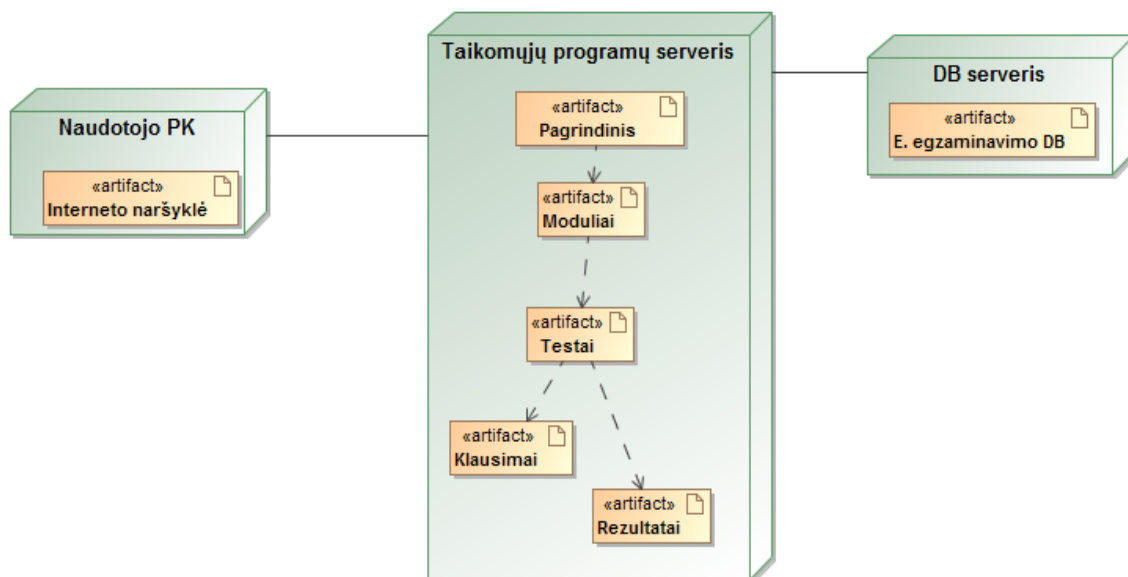 Taikomųjų programų serveris
Naudotojo PK
«artifact»
Interneto naršyklė
«artifact»
Pagrindinis
«artifact»
Moduliai
«artifact»
Testai
«artifact»
Klausimai
«artifact»
Rezultatai
DB serveris
«artifact»
E. egzaminavimo DB